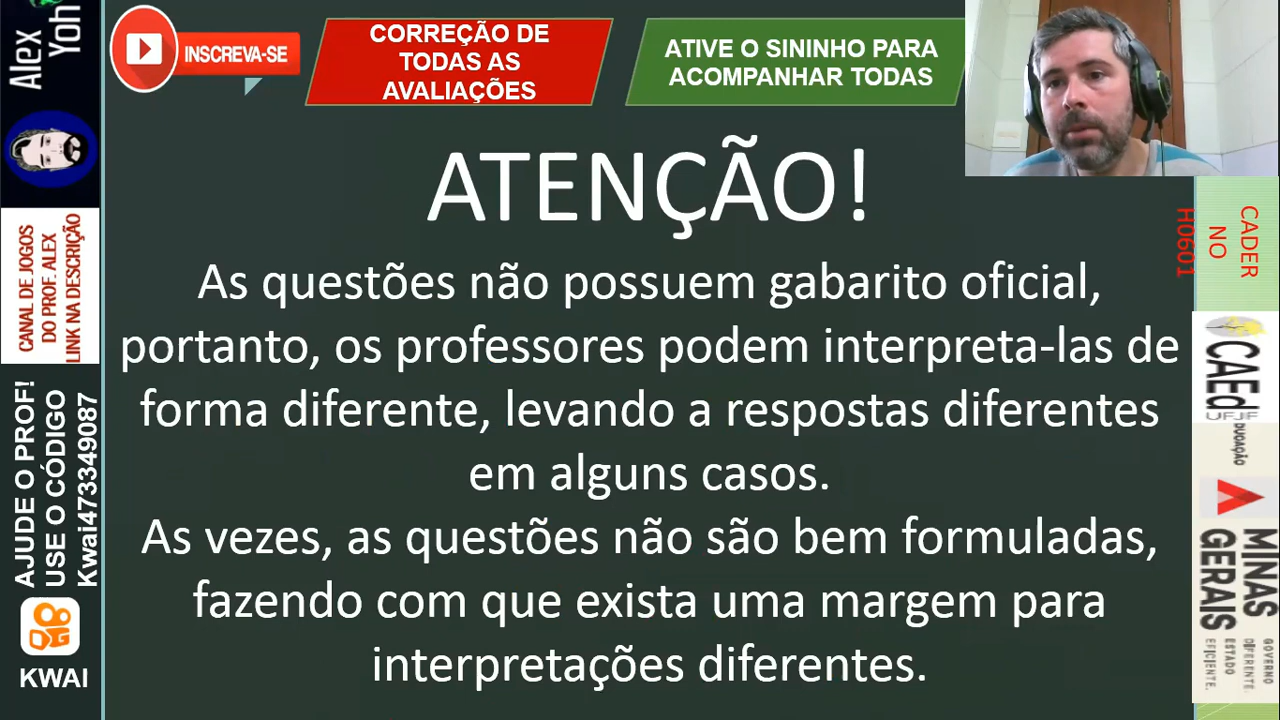 Alex
Yoh
INSCREVA-SE
CORREÇÃO DE
TODAS AS
AVALIAÇÕES
ATIVE O SININHO PARA
ACOMPANHAR TODAS
ATENÇÃO!
As questões não possuem gabarito oficial,
portanto, os professores podem interpreta-las de
forma diferente, levando a respostas diferentes
em alguns casos.
As vezes, as questões não são bem formuladas,
fazendo com que exista uma margem para
interpretações diferentes.
CANAL DE JOGOS
DO PROF. ALEX
LINK NA DESCRIÇÃO
AJUDE O PROF!
USE O CÓDIGO
Kwai473349087
KWAI
CADER
NO
H0601
CAEd
UFJF
DUCAÇÃO
MINAS
GERAIS
GOVERNO
DIFERENTE.
ESTADO
EFICIENTE.